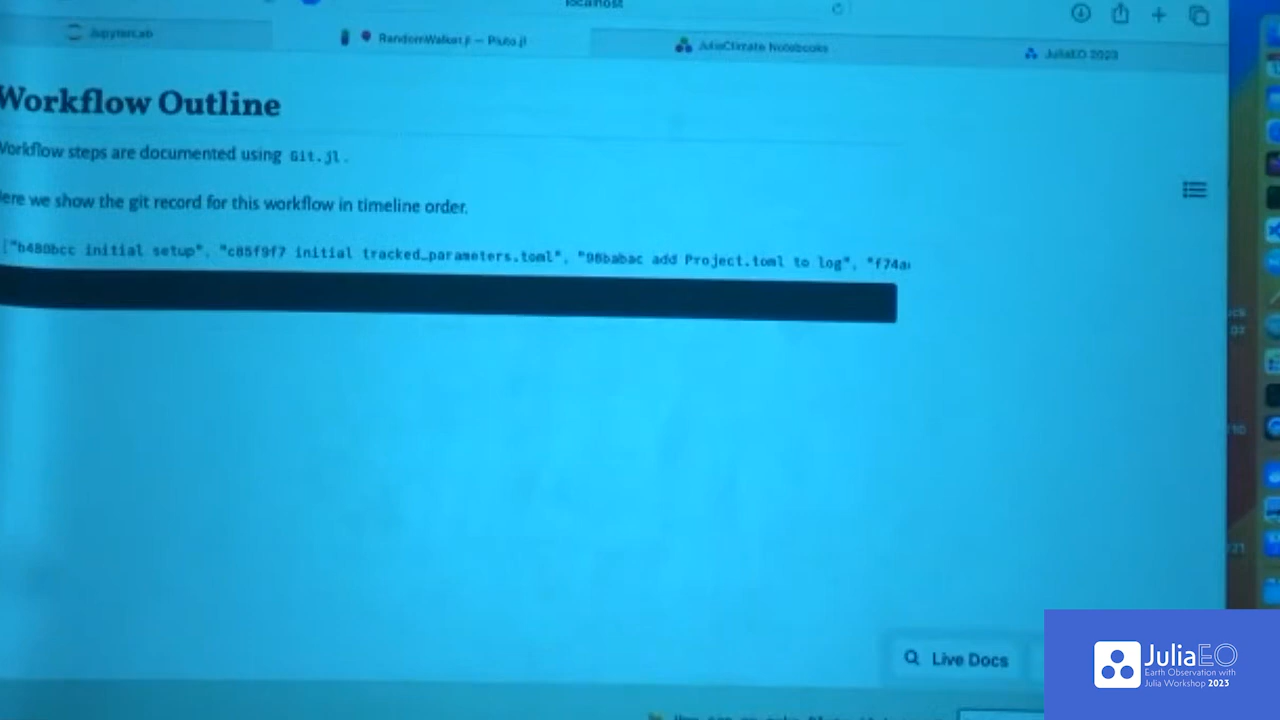 localhost
JupyterLab
RandomWalker.jl — Pluto.jl
JuliaClimate Notebooks
JuliaEO 2023
Workflow Outline
Workflow steps are documented using Git.jl.
ere we show the git record for this workflow in timeline order.
initial setup", "c85f9f7 initial tracked_parameters.toml", "98babac add Project.toml to log", "f74a
Live Docs
JuliaEO
Earth Observation with
Julia Workshop 2023